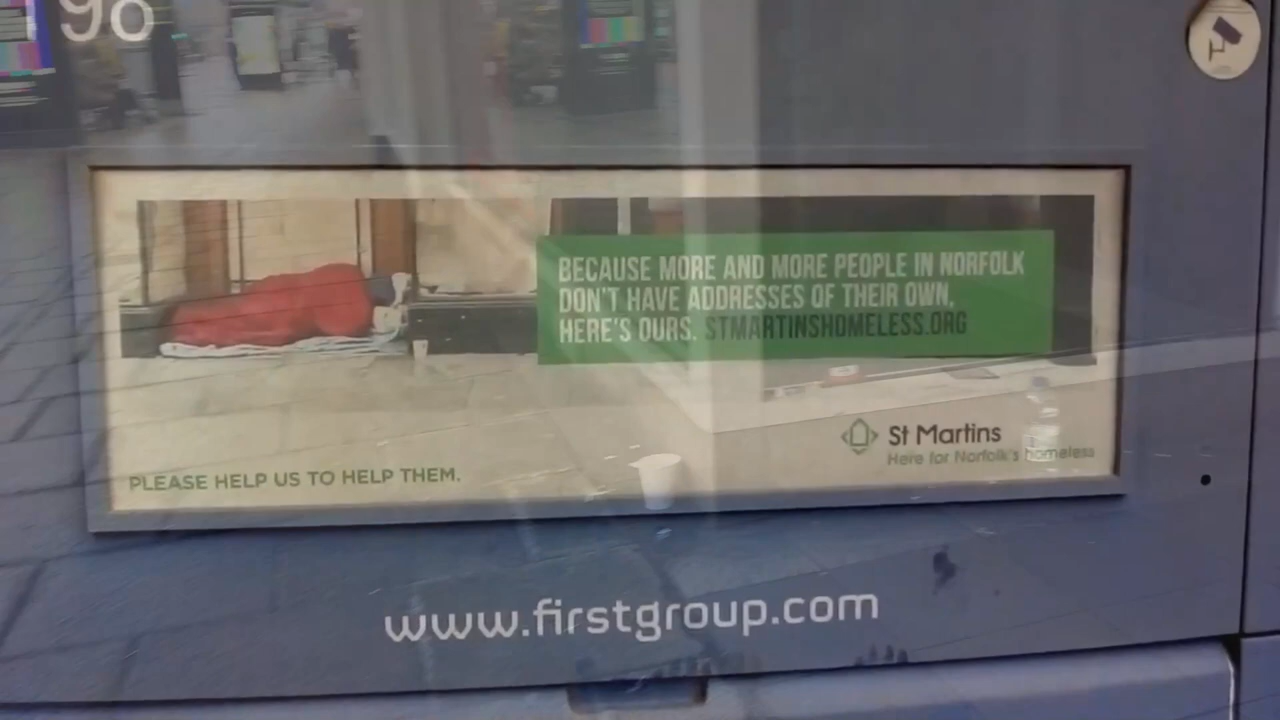 98
BECAUSE MORE AND MORE PEOPLE IN NORFOLK
DON'T HAVE ADDRESSES OF THEIR OWN,
HERE'S OURS. STMARTINSHOMELESS.ORG
St Martins
Here for Norfolk's homeless
PLEASE HELP US TO HELP THEM.
www.firstgroup.com